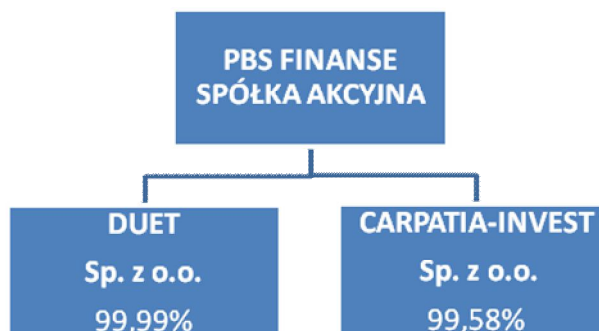 PBS FINANSE
SPÓŁKA AKCYJNA
DUET
Sp. z o.o.
99,99%
CARPATIA-INVEST
Sp. z o.o.
99,58%